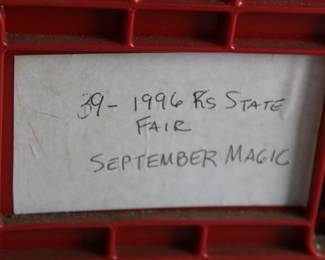 39- 1996 Ks STATE
FAIR
SEPTEMBER MAGIC